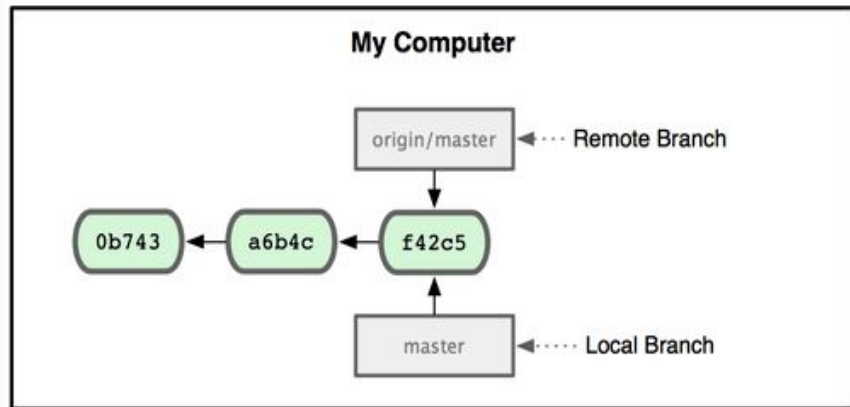 My Computer
origin/master
Remote Branch
0b743
a6b4c
f42c5
master
Local Branch